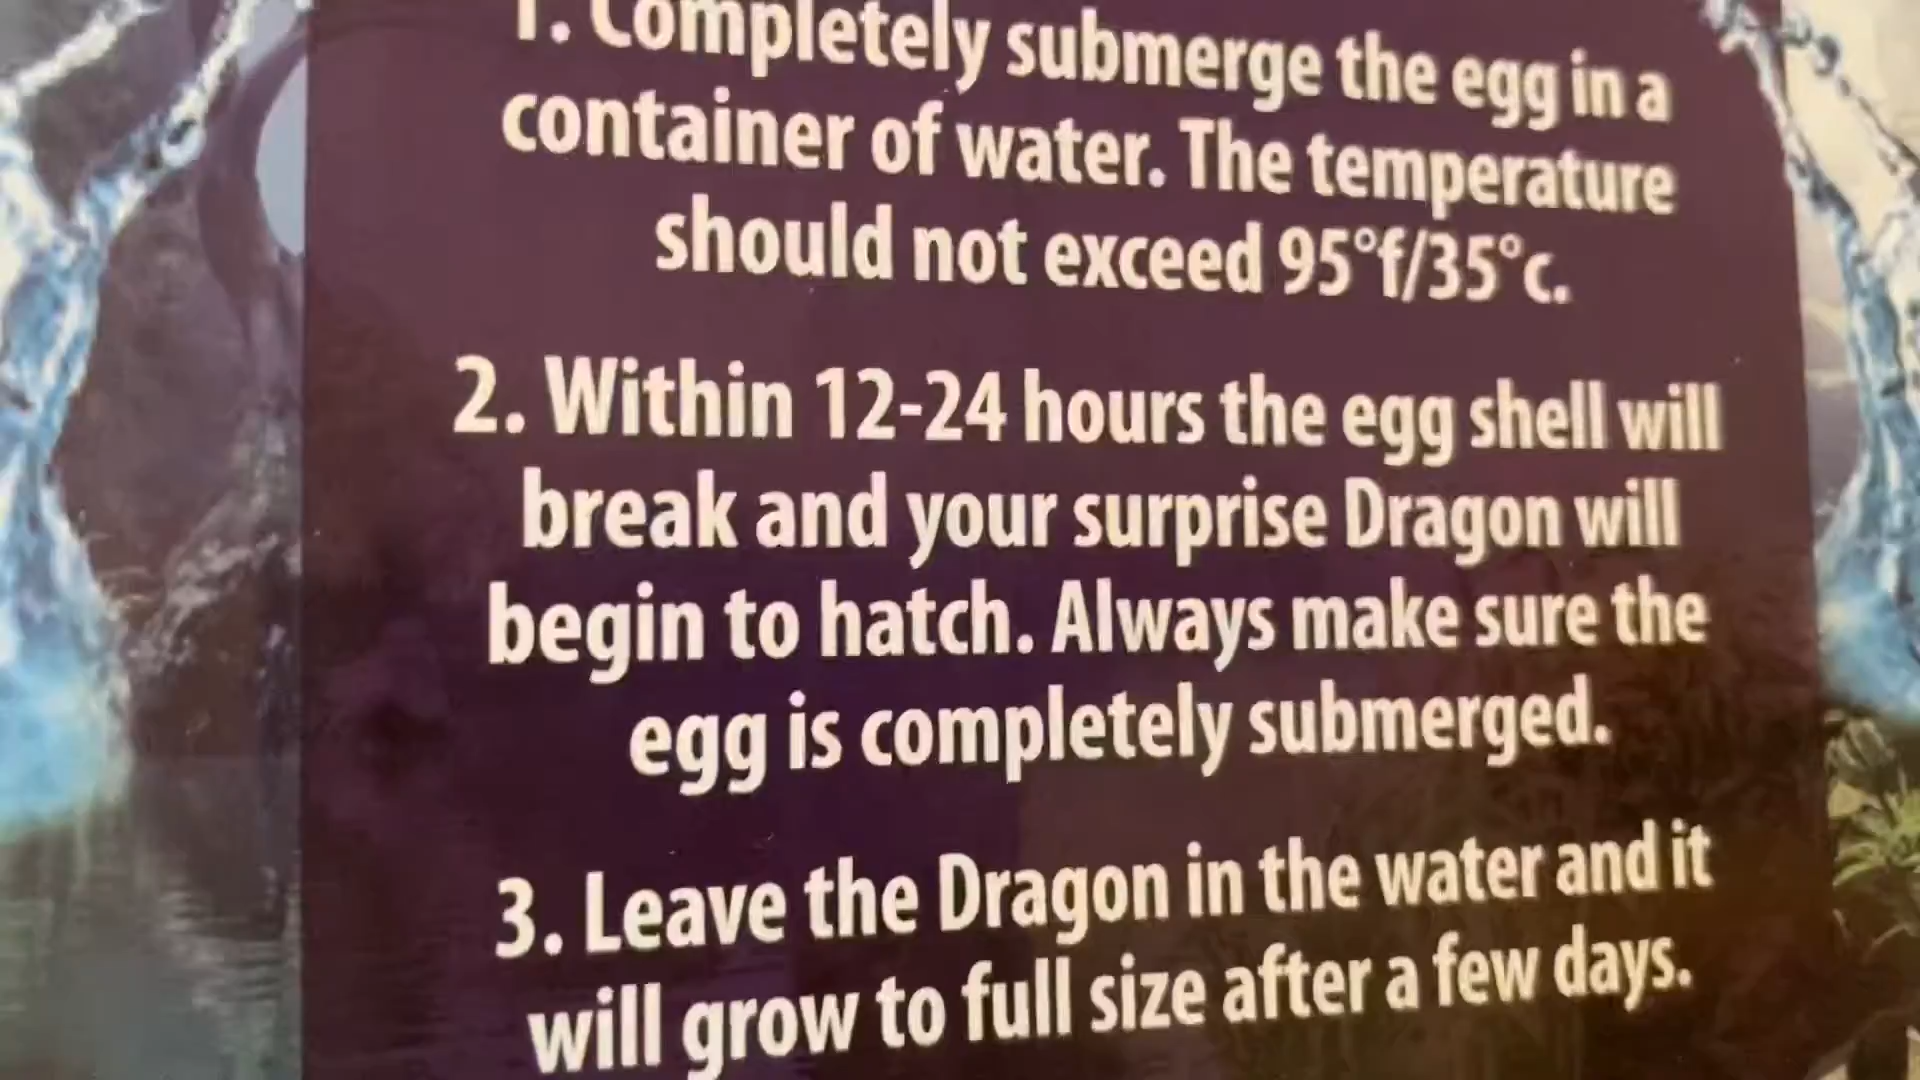 1. Completely submerge the egg in a
container of water. The temperature
should not exceed 95°f/35°c.
2. Within 12-24 hours the egg shell will
break and your surprise Dragon will
begin to hatch. Always make sure the
egg is completely submerged.
3. Leave the Dragon in the water and it
will grow to full size after a few days.